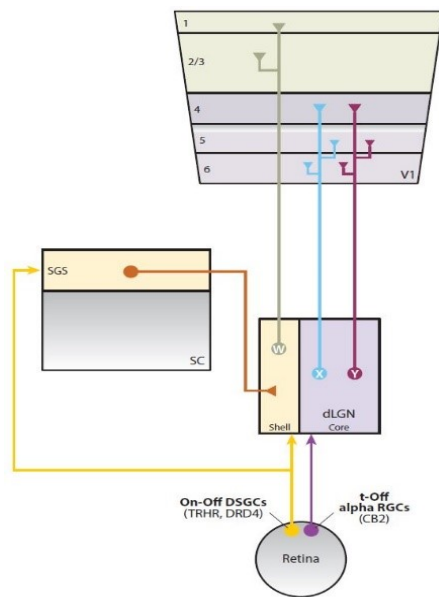 1
2/3
4
5
6
V1
SGS
SC
W
X
Y
dLGN
Shell
Core
On-Off DSGCs
(TRHR, DRD4)
t-Off
alpha RGCs
(CB2)
Retina